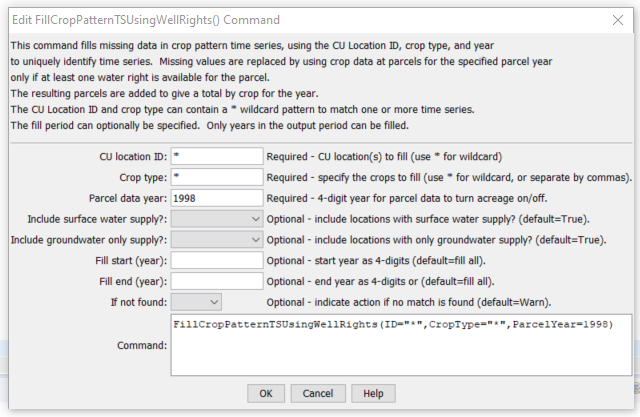 Edit FillCropPatternTSUsingWellRights() Command
This command fills missing data in crop pattern time series, using the CU Location ID, crop type, and year
to uniquely identify time series.  Missing values are replaced by using crop data at parcels for the specified parcel year
only if at least one water right is available for the parcel.
The resulting parcels are added to give a total by crop for the year.
The CU Location ID and crop type can contain a * wildcard pattern to match one or more time series.
The fill period can optionally be specified.  Only years in the output period can be filled.
CU location ID: * Required - CU location(s) to fill (use * for wildcard)
Crop type: * Required - specify the crops to fill (use * for wildcard, or separate by commas).
Parcel data year: 1998 Required - 4-digit year for parcel data to turn acreage on/off.
Include surface water supply?: Optional - include locations with surface water supply? (default=True).
Include groundwater only supply?: Optional - include locations with only groundwater supply? (default=True).
Fill start (year): Optional - start year as 4-digits (default=fill all).
Fill end (year): Optional - end year as 4-digits or (default=fill all).
If not found: Optional - indicate action if no match is found (default=Warn).
Command: FillCropPatternTSUsingWellRights(ID="*",CropType="*",ParcelYear=1998)
OK Cancel Help